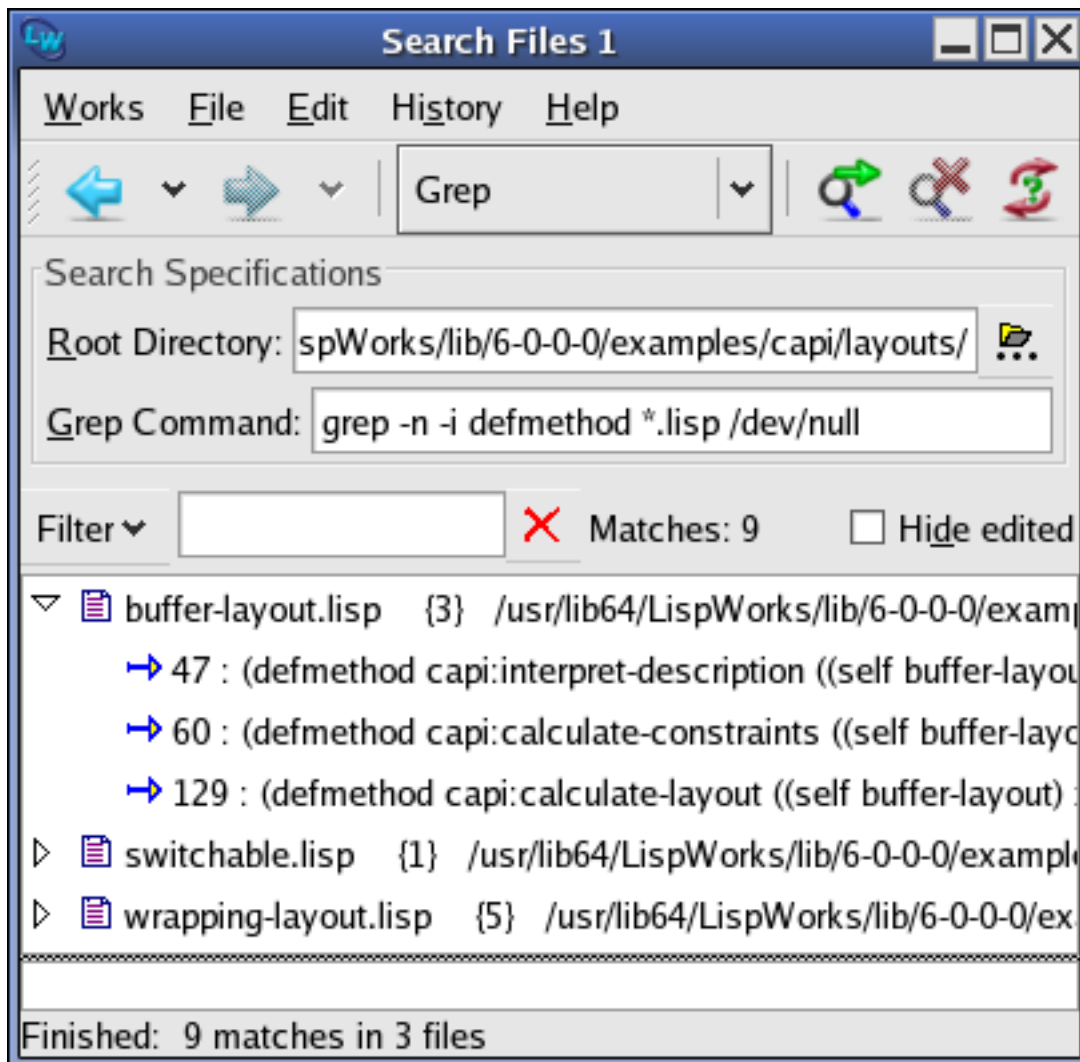 LW Search Files 1
Works File Edit History Help
Grep
Search Specifications
Root Directory: spWorks/lib/6-0-0-0/examples/capi/layouts/
Grep Command: grep -n -i defmethod *.lisp /dev/null
Filter Matches: 9 Hide edited
buffer-layout.lisp {3} /usr/lib64/LispWorks/lib/6-0-0-0/examp
47 : (defmethod capi:interpret-description ((self buffer-layou
60 : (defmethod capi:calculate-constraints ((self buffer-layo
129 : (defmethod capi:calculate-layout ((self buffer-layout)
switchable.lisp {1} /usr/lib64/LispWorks/lib/6-0-0-0/example
wrapping-layout.lisp {5} /usr/lib64/LispWorks/lib/6-0-0-0/ex
Finished: 9 matches in 3 files